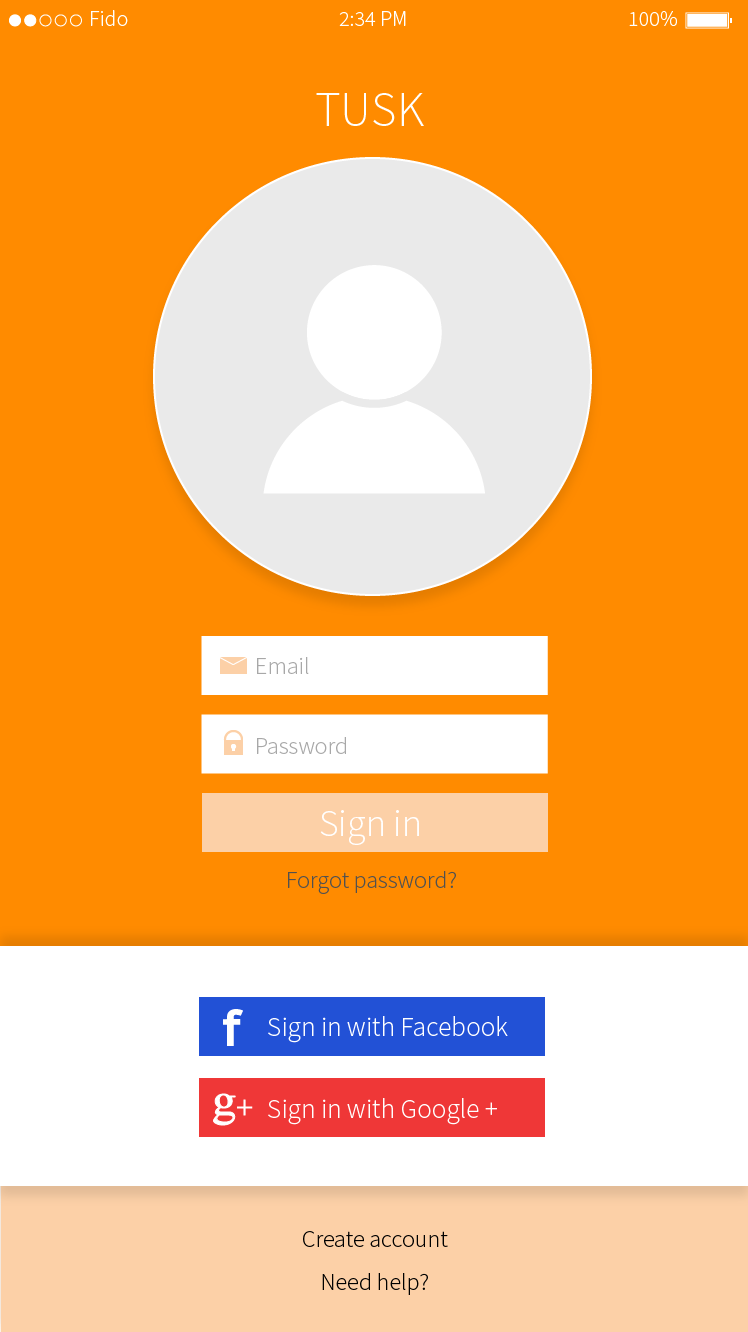 Fido 2:34 PM 100%
TUSK
Email
Password
Sign in
Forgot password?
f Sign in with Facebook
g+ Sign in with Google +
Create account
Need help?